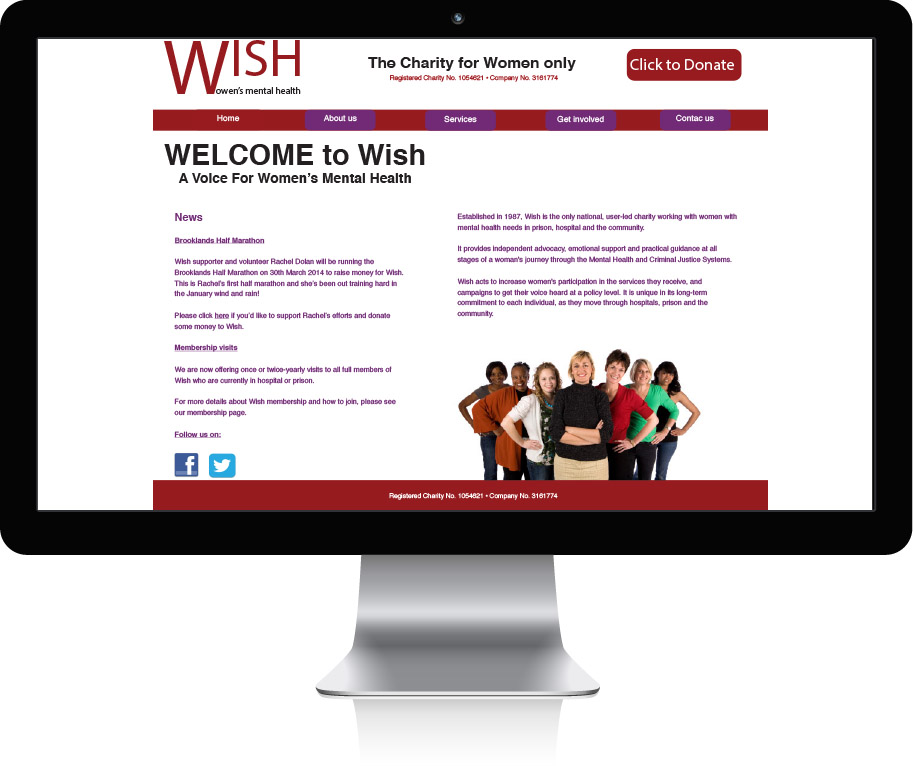 WISH
owen's mental health
The Charity for Women only
Registered Charity No. 1054621 • Company No. 3161774
Click to Donate
Home
About us
Services
Get involved
Contac us
WELCOME to Wish
A Voice For Women's Mental Health
News
Brooklands Half Marathon
Wish supporter and volunteer Rachel Dolan will be running the
Brooklands Half Marathon on 30th March 2014 to raise money for Wish.
This is Rachel's first half marathon and she's been out training hard in
the January wind and rain!
Please click here if you'd like to support Rachel's efforts and donate
some money to Wish.
Membership visits
We are now offering once or twice-yearly visits to all full members of
Wish who are currently in hospital or prison.
For more details about Wish membership and how to join, please see
our membership page.
Follow us on:
f
Established in 1987, Wish is the only national, user-led charity working with women with
mental health needs in prison, hospital and the community.
It provides independent advocacy, emotional support and practical guidance at all
stages of a woman's journey through the Mental Health and Criminal Justice Systems.
Wish acts to increase women's participation in the services they receive, and
campaigns to get their voice heard at a policy level. It is unique in its long-term
commitment to each individual, as they move through hospitals, prison and the
community.
Registered Charity No. 1054621 • Company No. 3161774